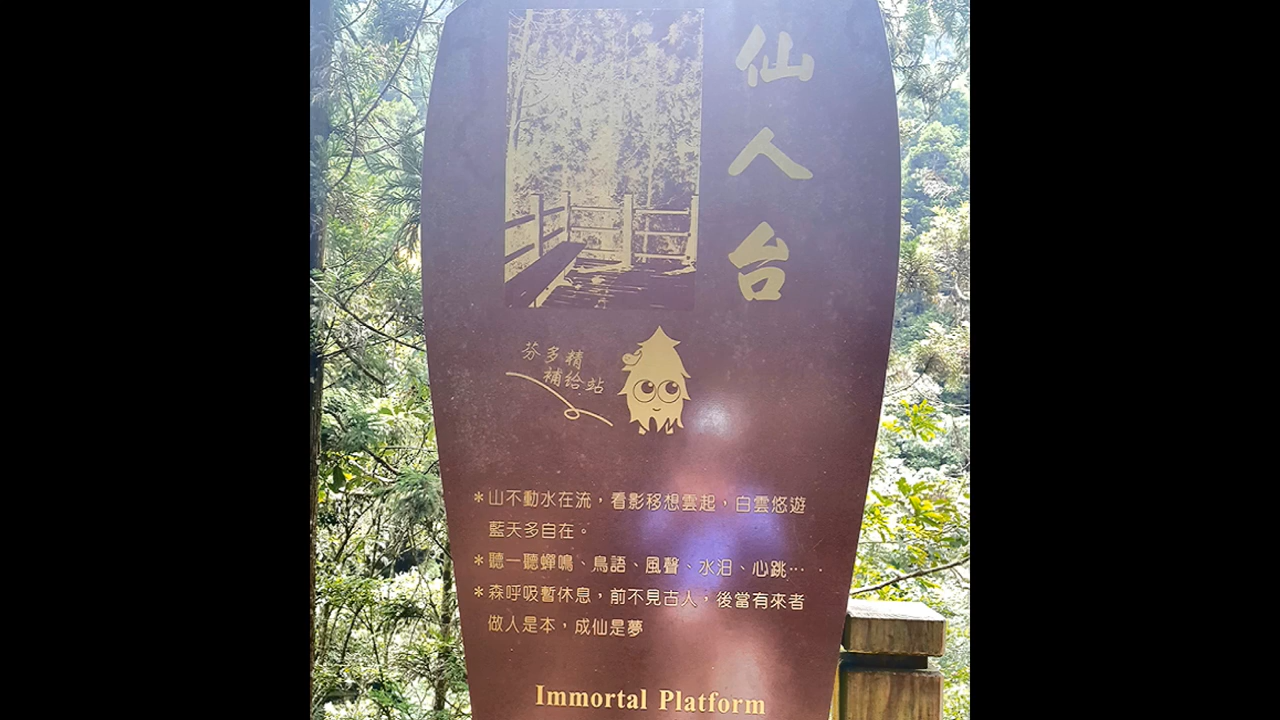 仙人台
芬多精
補給站
*山不動水在流，看影移想雲起，白雲悠遊
藍天多自在。
*聽一聽蟬鳴、鳥語、風聲、水汨、心跳⋯⋯
*森呼吸暫休息，前不見古人，後當有來者
做人是本，成仙是夢
Immortal Platform